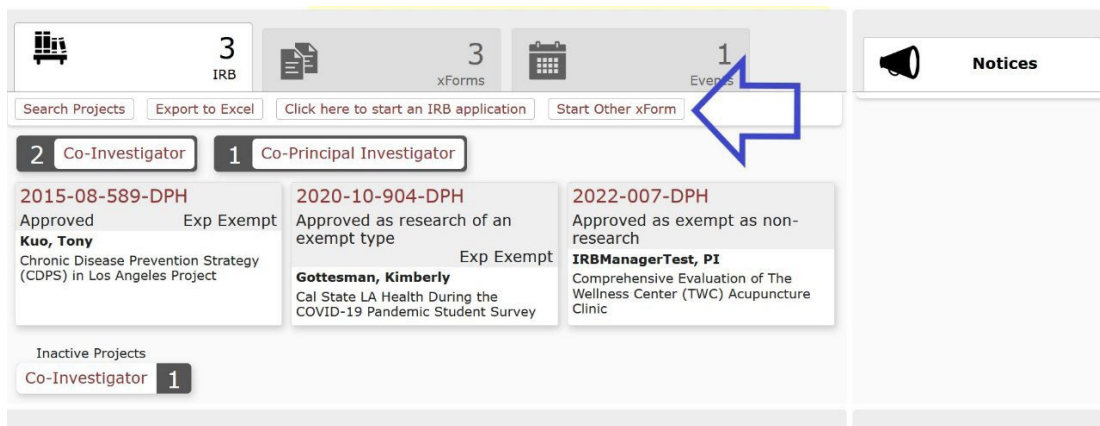 3
IRB
3
xForms
1
Events
Notices
Search Projects
Export to Excel
Click here to start an IRB application
Start Other xForm
2 Co-Investigator
1 Co-Principal Investigator
2015-08-589-DPH
Approved Exp Exempt
Kuo, Tony
Chronic Disease Prevention Strategy
(CDPS) in Los Angeles Project
2020-10-904-DPH
Approved as research of an
exempt type
Exp Exempt
Gottesman, Kimberly
Cal State LA Health During the
COVID-19 Pandemic Student Survey
2022-007-DPH
Approved as exempt as non-
research
IRBManagerTest, PI
Comprehensive Evaluation of The
Wellness Center (TWC) Acupuncture
Clinic
Inactive Projects
Co-Investigator 1